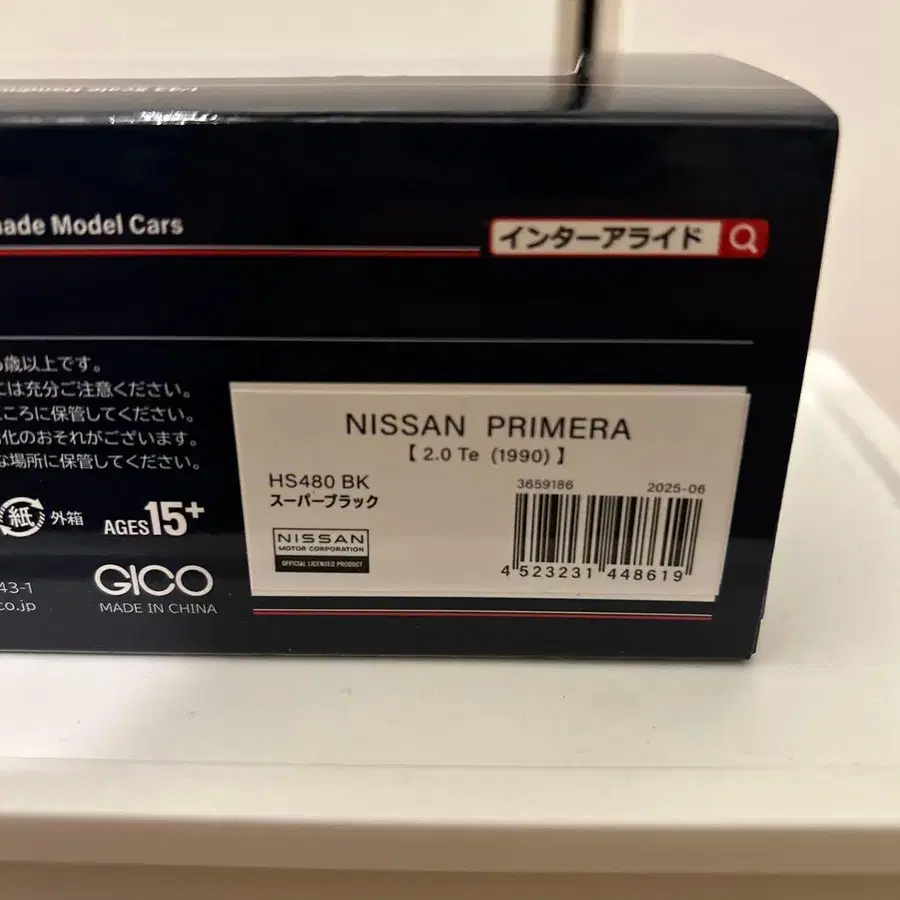 1/43 Scale
made Model Cars
インターアライド
歳以上です。
には充分ご注意ください。
ころに保管してください。
化のおそれがございます。
な場所に保管してください。
NISSAN PRIMERA
【 2.0 Te (1990) 】
HS480 BK
スーパーブラック
3659186
2025-06
紙 外箱
AGES 15+
NISSAN
MOTOR CORPORATION
OFFICIAL LICENSED PRODUCT
4 523231 448619
43-1
co.jp
GICO
MADE IN CHINA